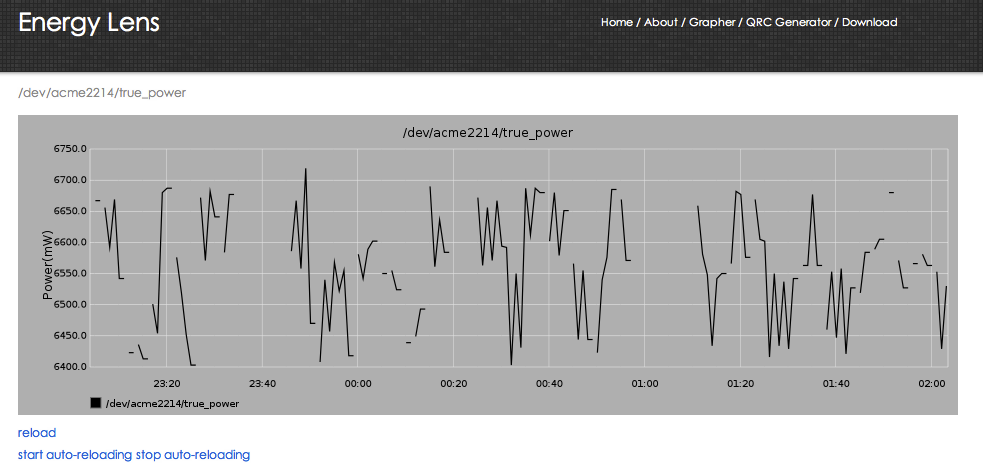 Energy Lens
Home / About / Grapher / QRC Generator / Download
/dev/acme2214/true_power
/dev/acme2214/true_power
Power(mW)
6750.0
6700.0
6650.0
6600.0
6550.0
6500.0
6450.0
6400.0
23:20 23:40 00:00 00:20 00:40 01:00 01:20 01:40 02:00
/dev/acme2214/true_power
reload
start auto-reloading stop auto-reloading